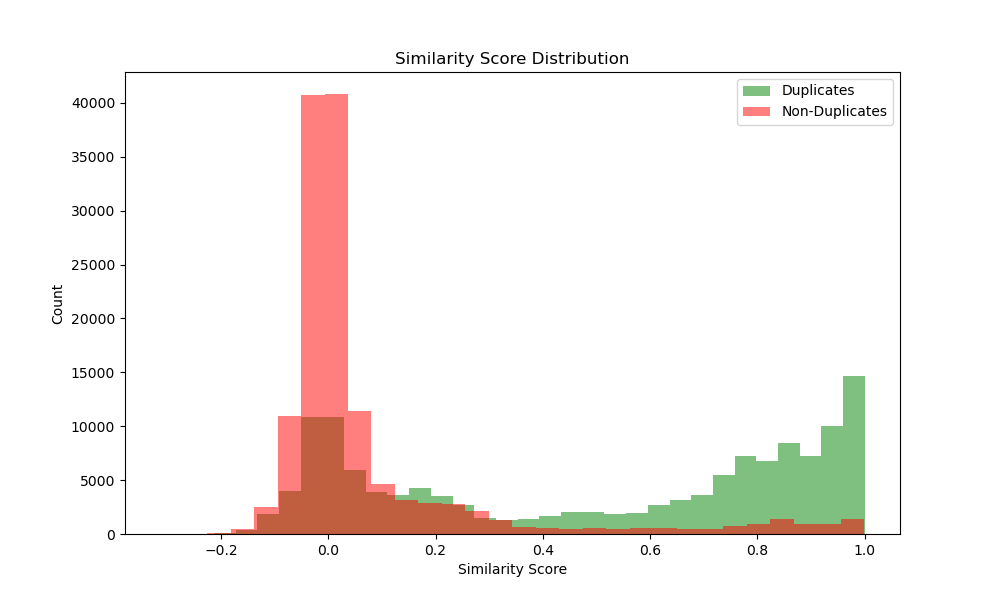 Similarity Score Distribution
Duplicates
Non-Duplicates
Count
40000
35000
30000
25000
20000
15000
10000
5000
0
−0.2 0.0 0.2 0.4 0.6 0.8 1.0
Similarity Score